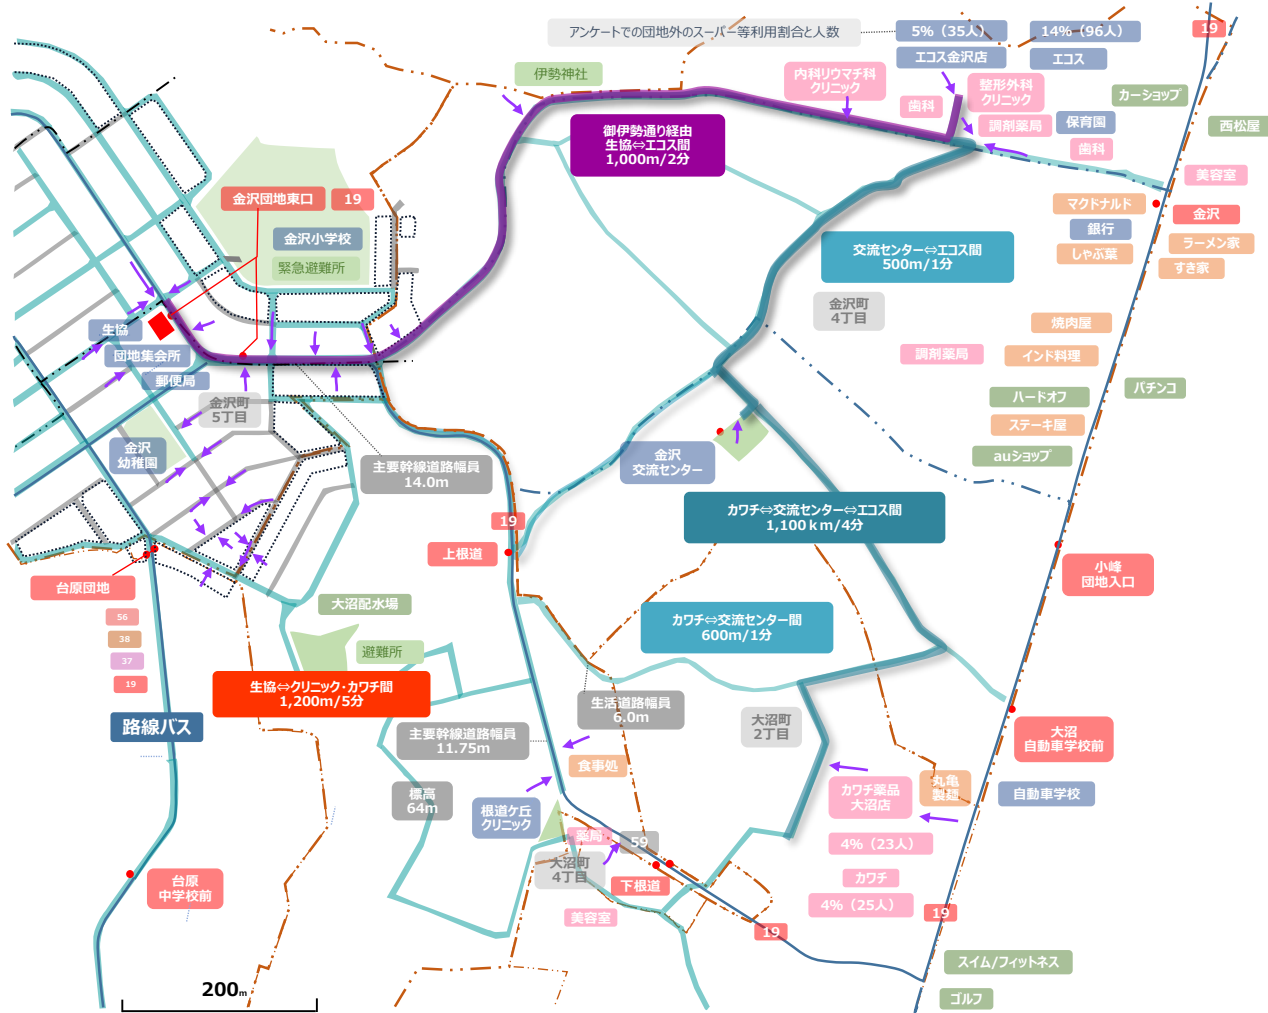 アンケートでの団地外のスーパー等利用割合と人数
5%（35人）
エコス金沢店
14%（96人）
エコス
19
カーショップ
西松屋
伊勢神社
内科リウマチ科
クリニック
歯科
整形外科
クリニック
調剤薬局
保育園
歯科
美容室
御伊勢通り経由
生協⇔エコス間
1,000m/2分
金沢団地東口
19
金沢小学校
緊急避難所
マクドナルド
銀行
しゃぶ葉
金沢
ラーメン家
すき家
交流センター⇔エコス間
500m/1分
金沢町
4丁目
生協
団地集会所
郵便局
金沢町
5丁目
金沢
幼稚園
焼肉屋
調剤薬局
インド料理
ハードオフ
パチンコ
ステーキ屋
auショップ
主要幹線道路幅員
14.0m
金沢
交流センター
カワチ⇔交流センター⇔エコス間
1,100ｋm/4分
19
上根道
小峰
団地入口
台原団地
56
38
37
19
大沼配水場
避難所
カワチ⇔交流センター間
600m/1分
生協⇔クリニック・カワチ間
1,200m/5分
路線バス
生活道路幅員
6.0m
主要幹線道路幅員
11.75m
大沼町
2丁目
大沼
自動車学校前
食事処
標高
64m
根道ケ丘
クリニック
カワチ薬品
大沼店
丸亀
製麺
自動車学校
薬局
59
4%（23人）
大沼町
4丁目
下根道
カワチ
4%（25人）
台原
中学校前
美容室
19
19
スイム/フィットネス
ゴルフ
200m